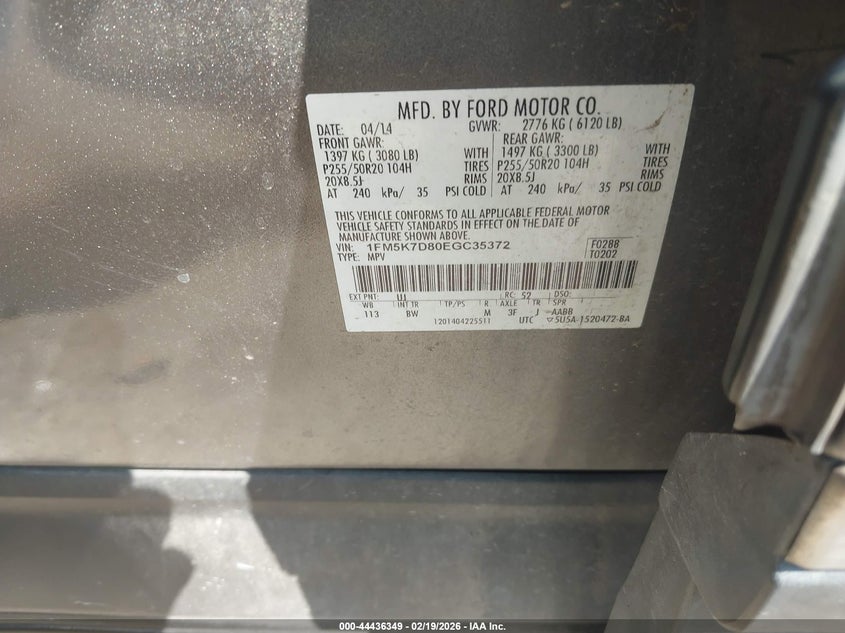 MFD. BY FORD MOTOR CO.
DATE: 04/14 GVWR: 2776 KG ( 6120 LB)
FRONT GAWR: REAR GAWR:
1397 KG ( 3080 LB) WITH 1497 KG ( 3300 LB) WITH
P255/50R20 104H TIRES P255/50R20 104H TIRES
20X8.5J RIMS 20X8.5J RIMS
AT 240 kPa/ 35 PSI COLD AT 240 kPa/ 35 PSI COLD
THIS VEHICLE CONFORMS TO ALL APPLICABLE FEDERAL MOTOR
VEHICLE SAFETY STANDARDS IN EFFECT ON THE DATE OF
MANUFACTURE SHOWN ABOVE.
VIN: 1FM5K7D80EGC35372 F0288
TYPE: MPV T0202
EXT PNT: UJ RC: 52 DSO:
WB INT TR TP/PS R AXLE TR SPR
113 BW M 3F J AABB
1201404225511 UTC ▽5U5A-1520472-BA
000-44436349 | 02/19/2026 - IAA Inc.